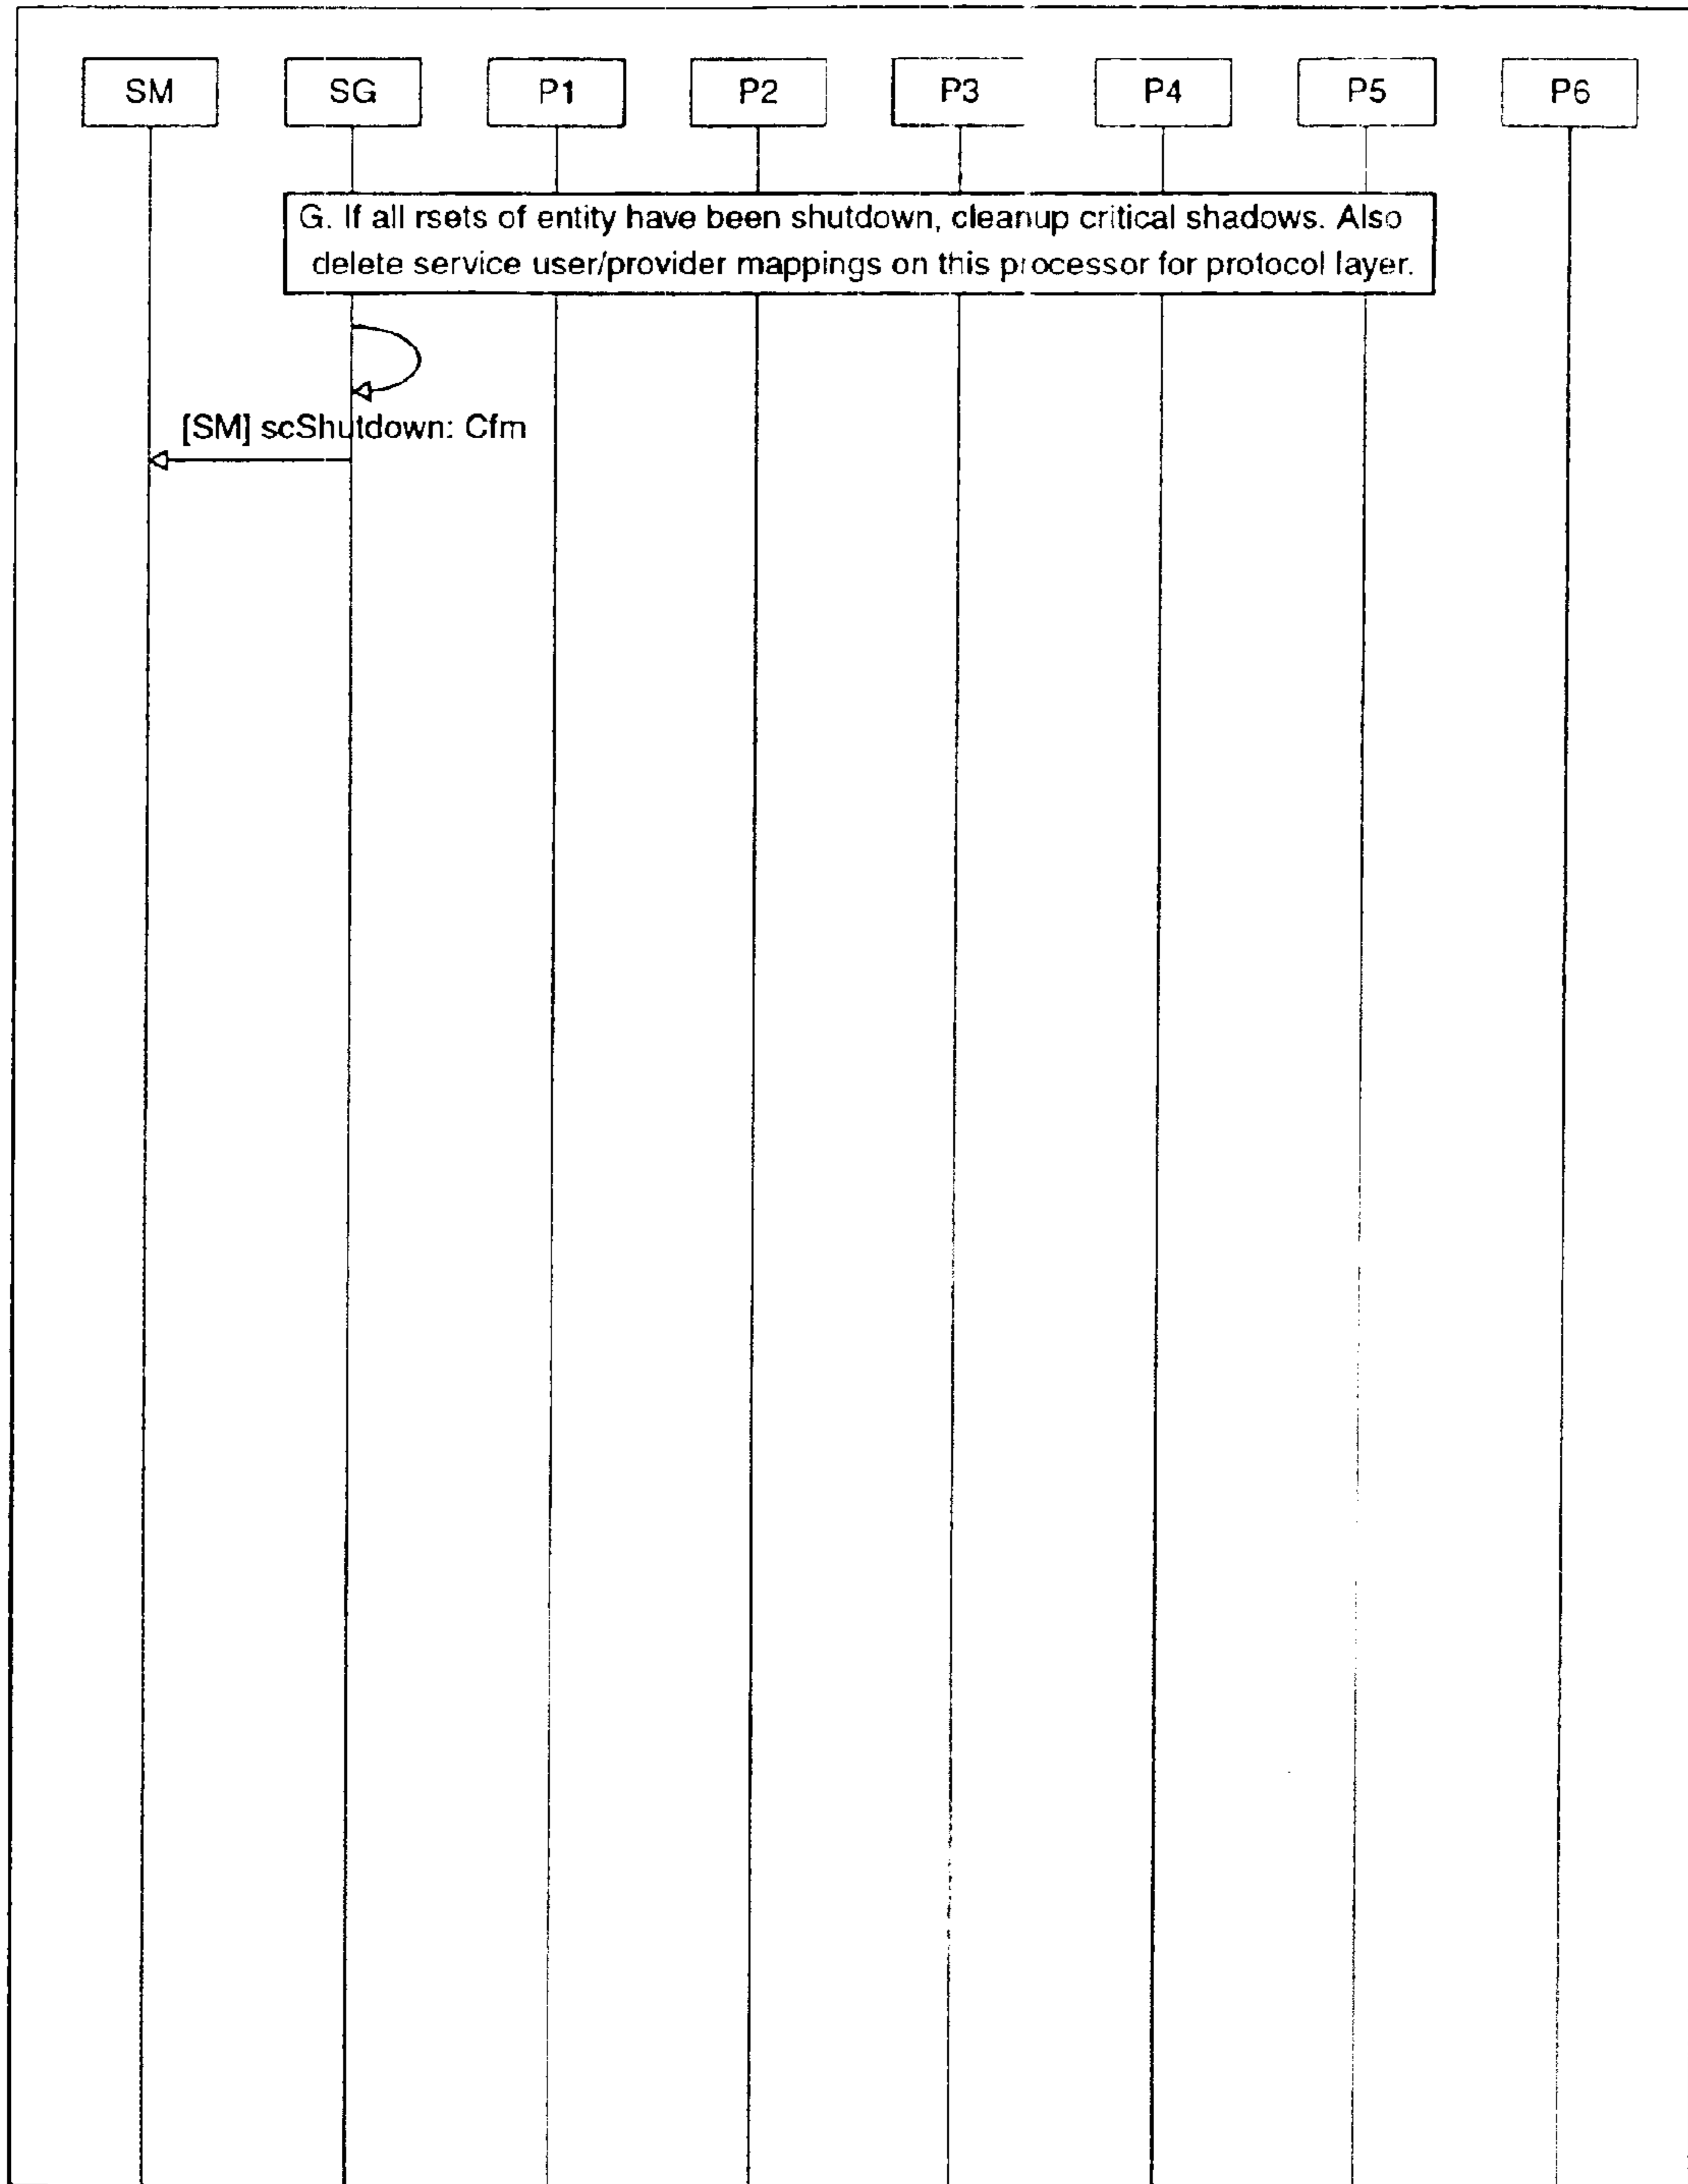 SM SG P1 P2 P3 P4 P5 P6
G. If all rsets of entity have been shutdown, cleanup critical shadows. Also
delete service user/provider mappings on this processor for protocol layer.
[SM] scShutdown: Cfm